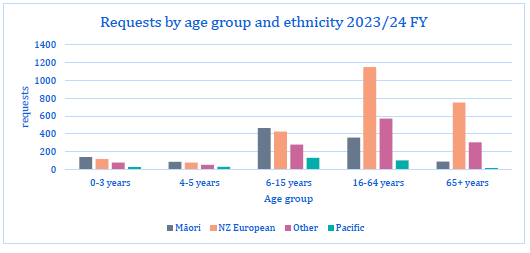 Requests by age group and ethnicity 2023/24 FY
1400
1200
1000
800
600
400
200
0
requests
0-3 years 4-5 years 6-15 years 16-64 years 65+ years
Age group
Māori NZ European Other Pacific